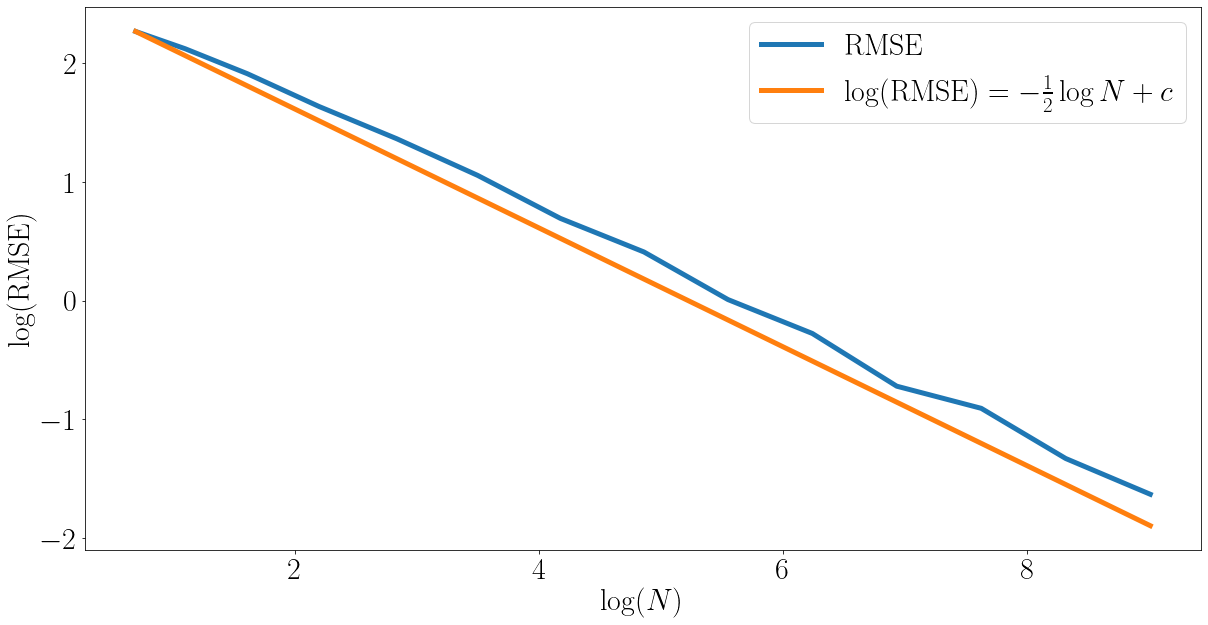 RMSE
log(RMSE) = −1/2 log N + c
log(RMSE)
2
1
0
−1
−2
2 4 6 8
log(N)